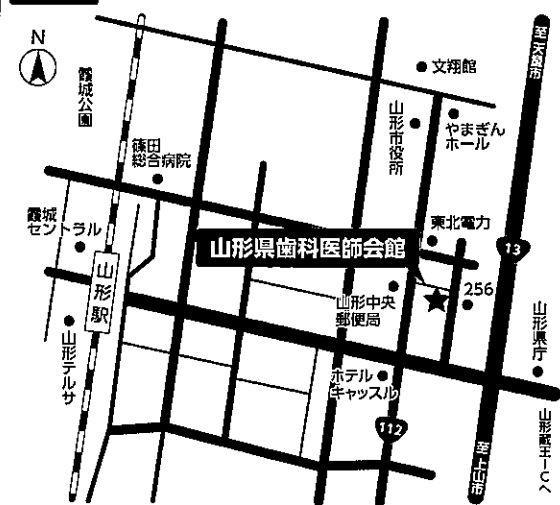 N
霞城公園
文翔館
至天童市
山形市役所
やまぎん
ホール
篠田
総合病院
霞城
セントラル
東北電力
13
山形県歯科医師会館
山形駅
山形中央
郵便局
256
山形県庁
山形テルサ
ホテル
キャッスル
112
至上山市
山形蔵王ICへ